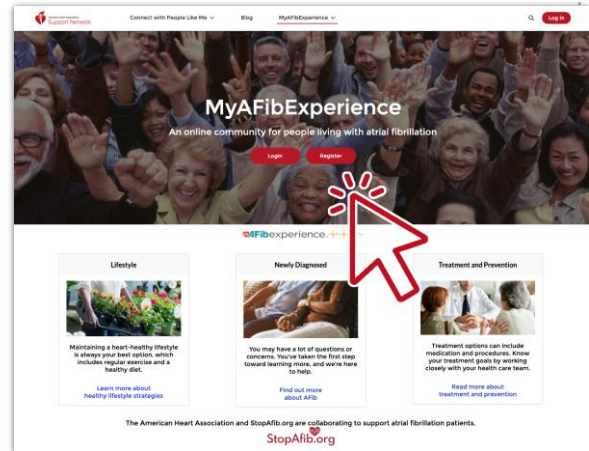 American Heart Association
Support Network
Connect with People Like Me
Blog
MyAFibExperience
Log In
MyAFibExperience
An online community for people living with atrial fibrillation
Login
Register
AFibexperience.
Lifestyle
Maintaining a heart-healthy lifestyle
is always your best option, which
includes regular exercise and a
healthy diet.
Learn more about
healthy lifestyle strategies
Newly Diagnosed
You may have a lot of questions or
concerns. You've taken the first step
toward learning more, and we're here
to help.
Find out more
about AFib
Treatment and Prevention
Treatment options can include
medication and procedures. Know
your treatment goals by working
closely with your health care team.
Read more about
treatment and prevention
The American Heart Association and StopAfib.org are collaborating to support atrial fibrillation patients.
StopAfib.org